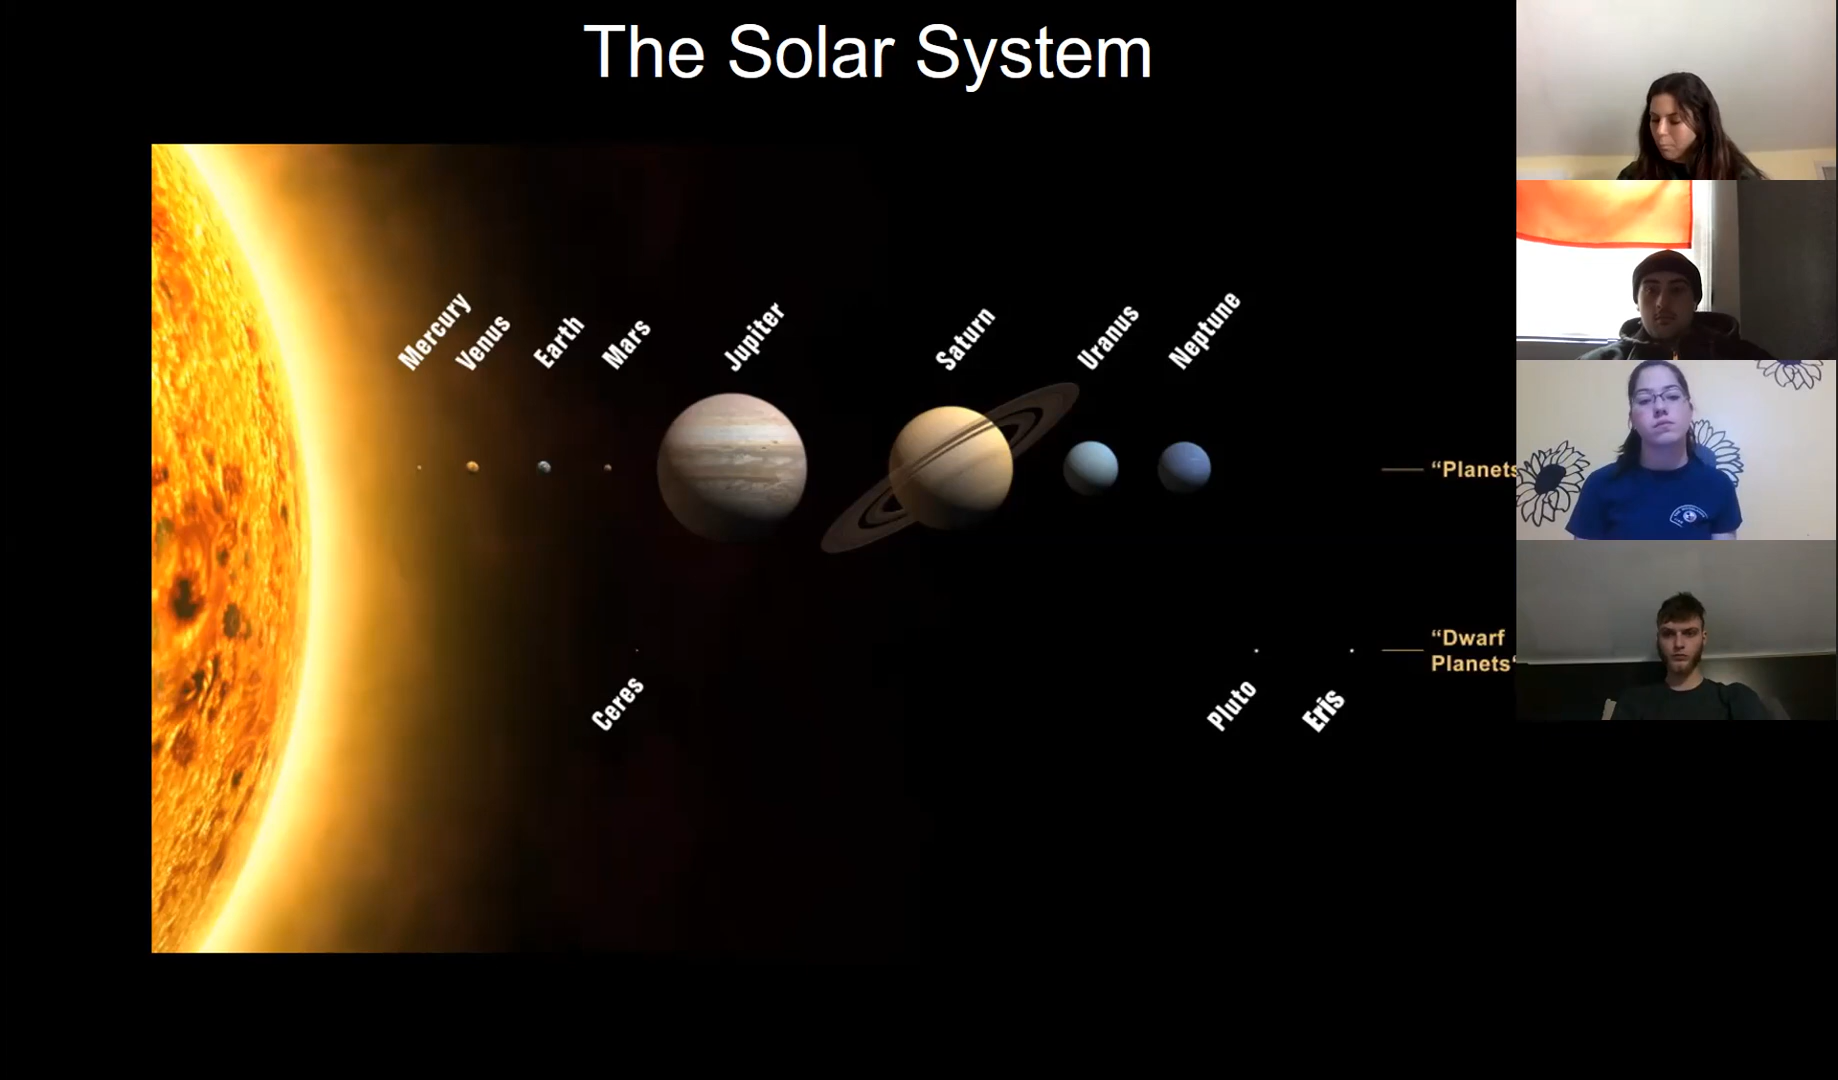 The Solar System
Mercury
Venus
Earth
Mars
Jupiter
Saturn
Uranus
Neptune
“Planets
Ceres
Pluto
Eris
“Dwarf
Planets“